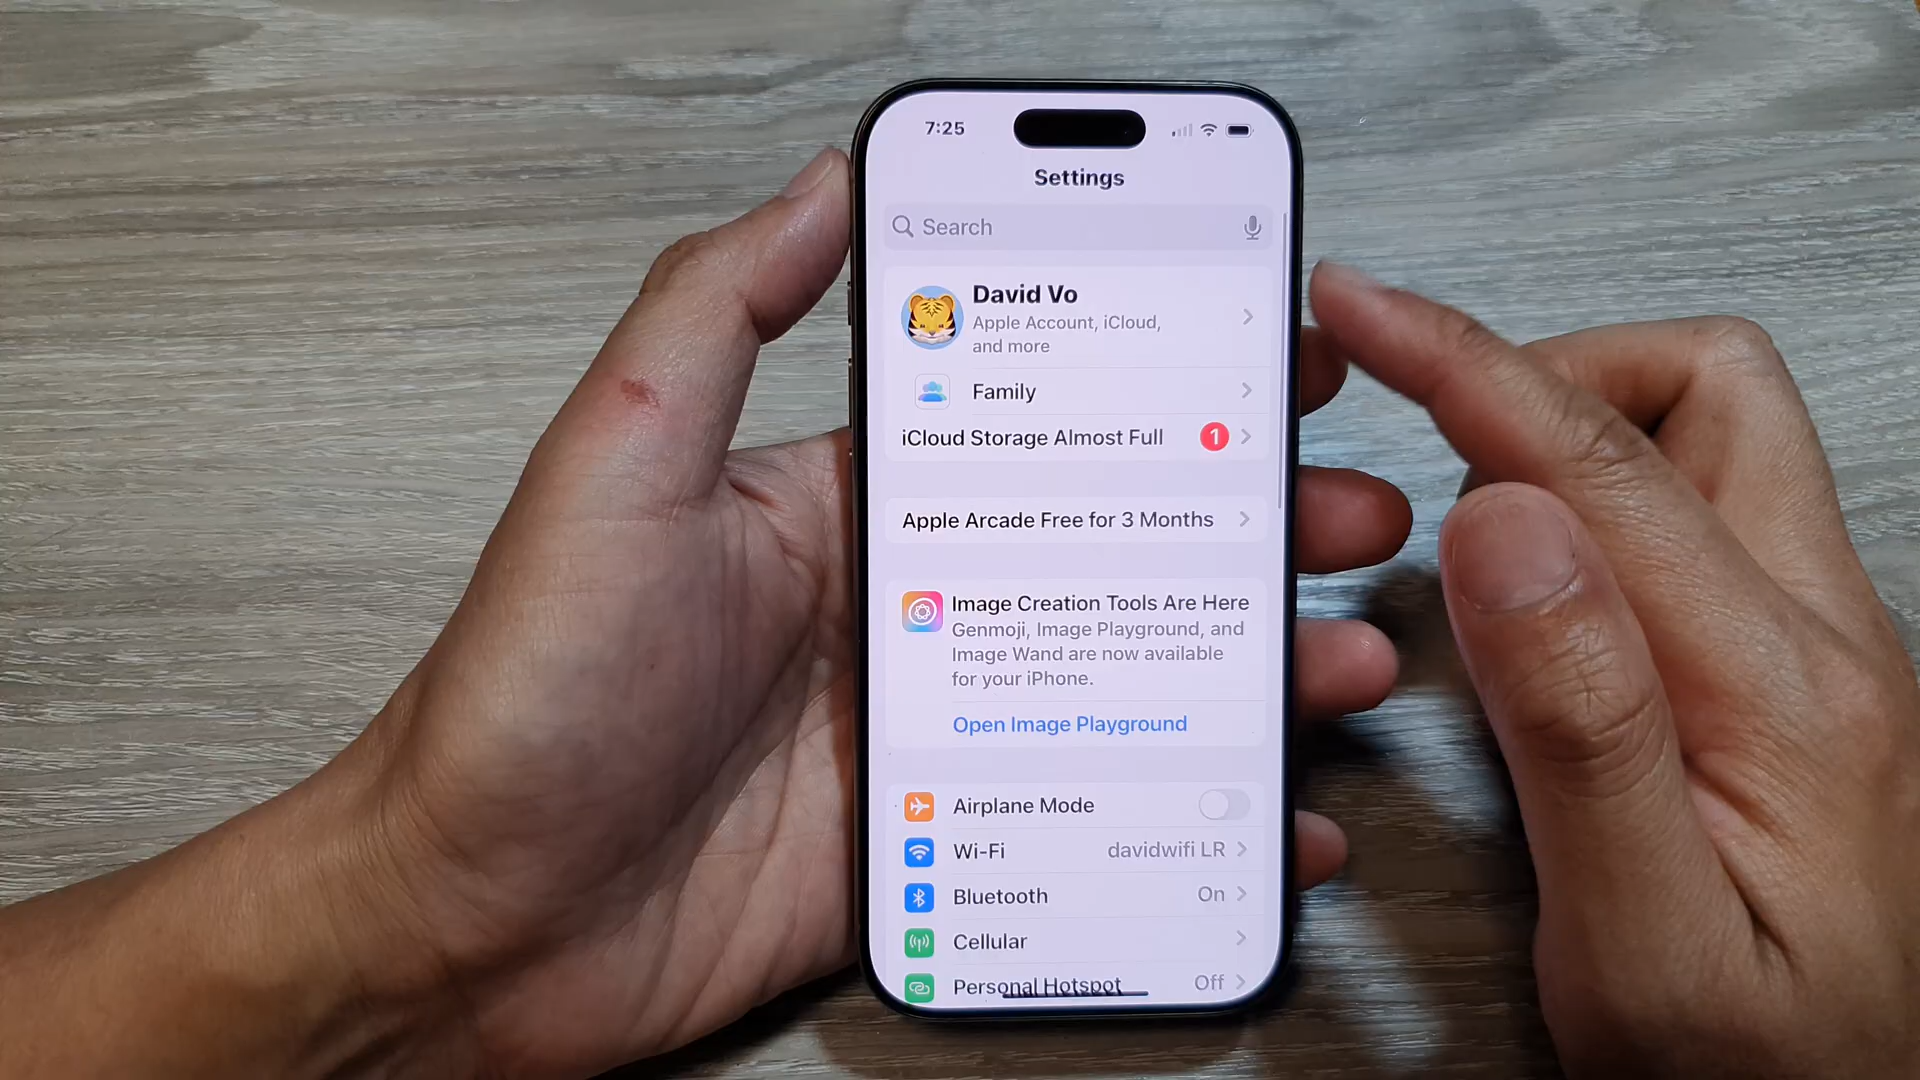 7:25
Settings
Search
David Vo
Apple Account, iCloud,
and more
Family
iCloud Storage Almost Full 1
Apple Arcade Free for 3 Months
Image Creation Tools Are Here
Genmoji, Image Playground, and
Image Wand are now available
for your iPhone.
Open Image Playground
Airplane Mode
Wi-Fi davidwifi LR
Bluetooth On
Cellular
Personal Hotspot Off